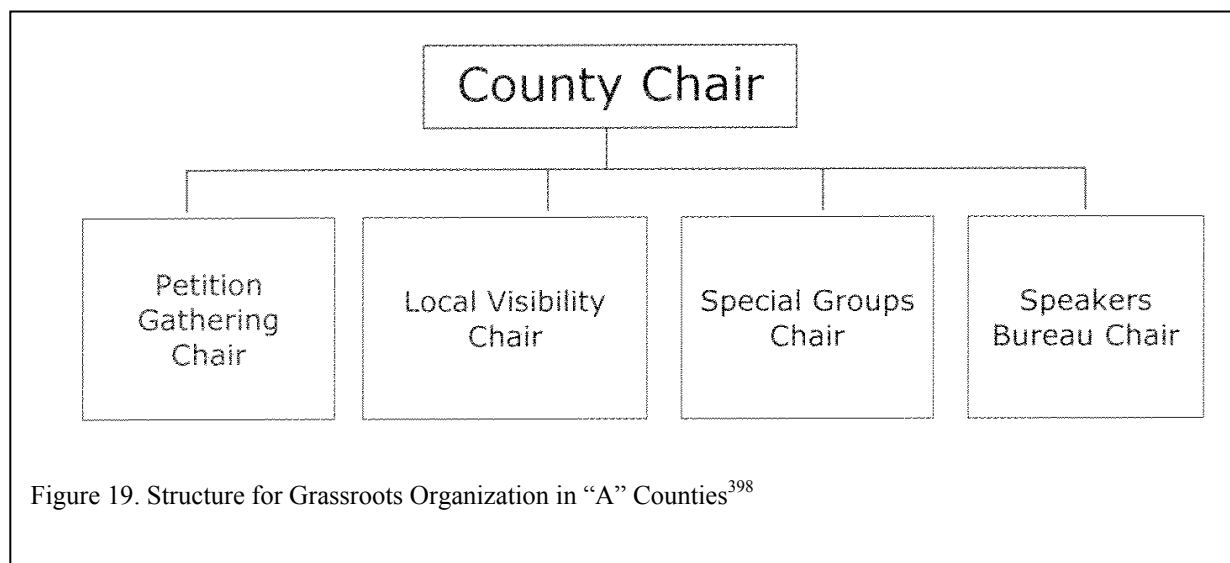 County Chair
Petition
Gathering
Chair
Local Visibility
Chair
Special Groups
Chair
Speakers
Bureau Chair
Figure 19. Structure for Grassroots Organization in “A” Counties398